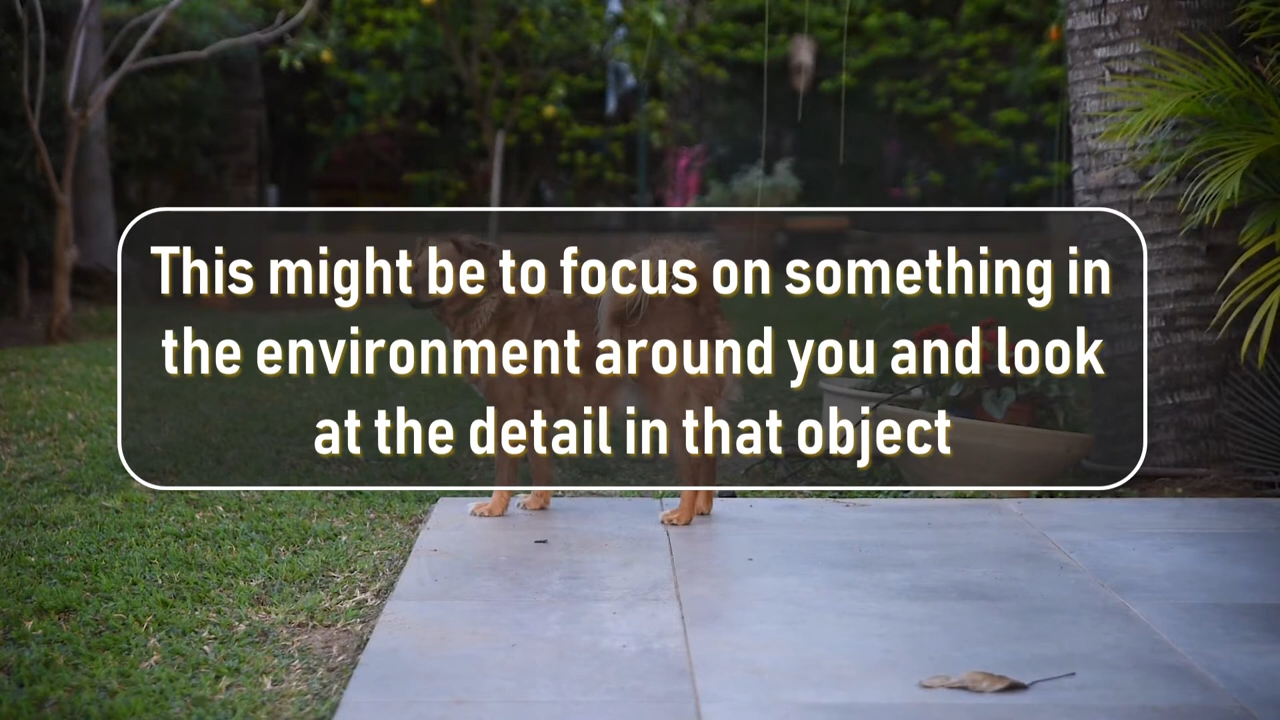 This might be to focus on something in
the environment around you and look
at the detail in that object